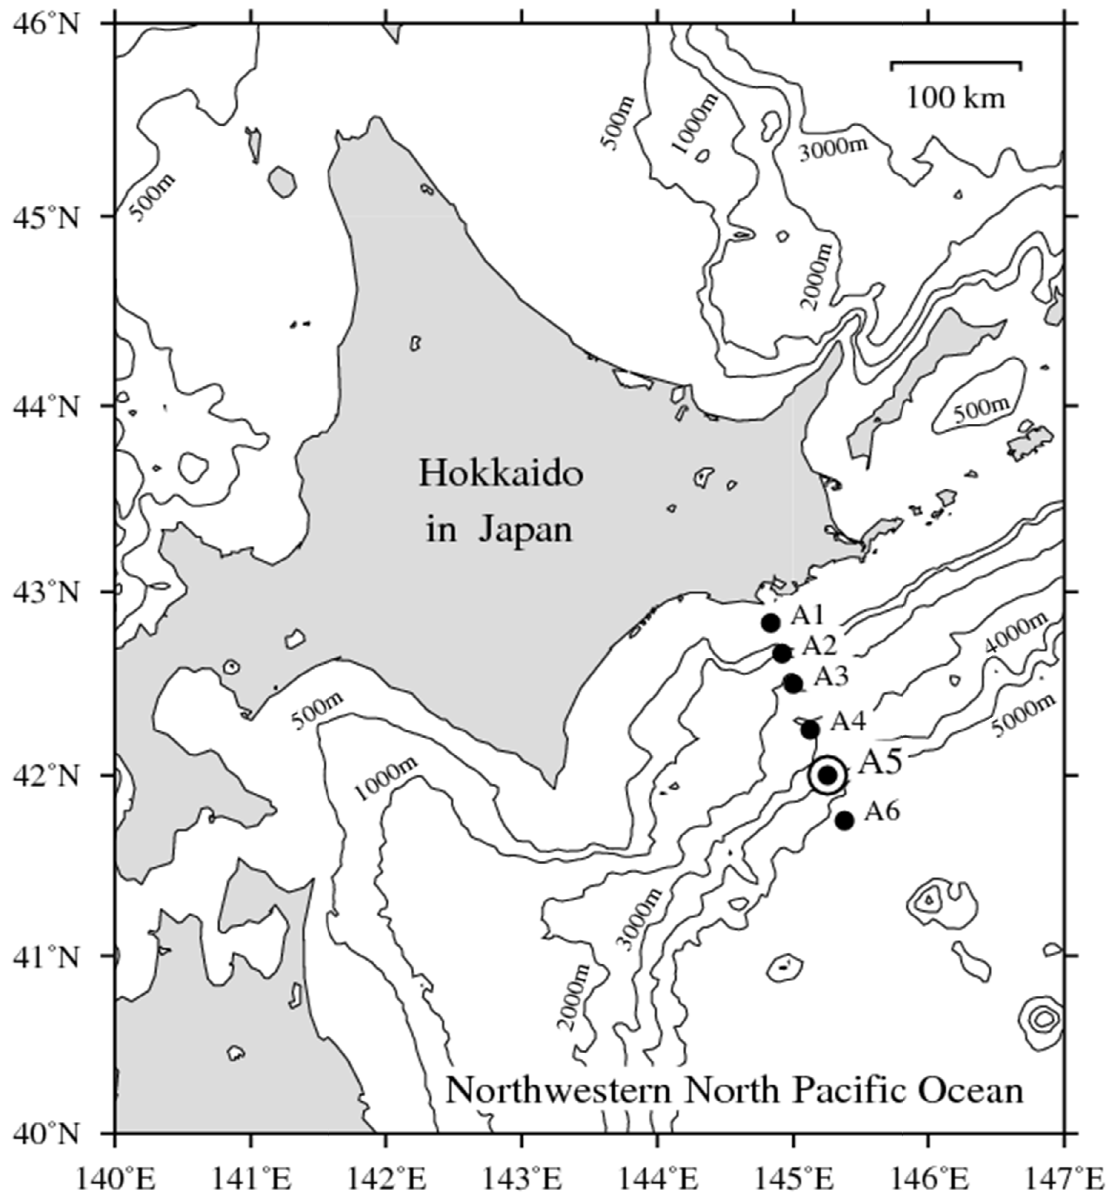 46°N
100 km
500m
1000m
3000m
500m
45°N
2000m
44°N
500m
Hokkaido
in Japan
43°N
A1
4000m
A2
A3
500m
5000m
A4
42°N
1000m
A5
A6
3000m
41°N
2000m
Northwestern North Pacific Ocean
40°N
140°E
141°E
142°E
143°E
144°E
145°E
146°E
147°E